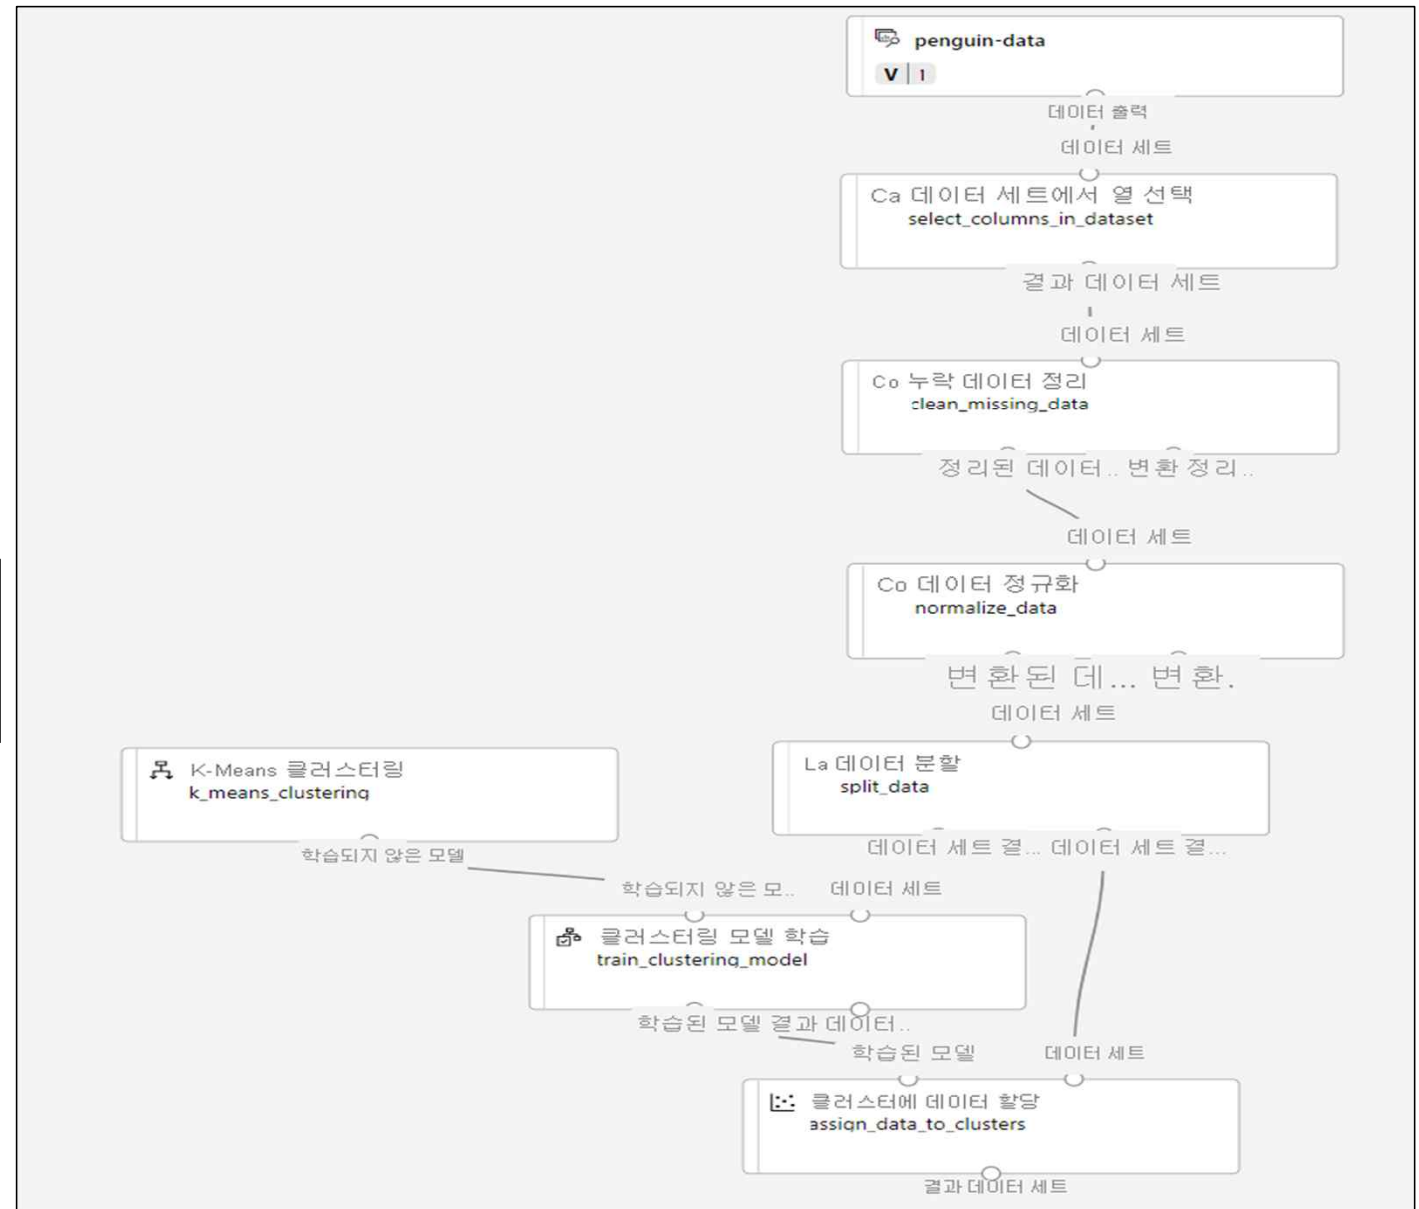 penguin-data
V 1
데이터 출력
데이터 세트
Ca 데이터 세트에서 열 선택
select_columns_in_dataset
결과 데이터 세트
데이터 세트
Co 누락 데이터 정리
clean_missing_data
정리된 데이터.. 변환 정리..
데이터 세트
Co 데이터 정규화
normalize_data
변환된 데... 변환.
데이터 세트
K-Means 클러스터링
k_means_clustering
학습되지 않은 모델
La 데이터 분할
split_data
데이터 세트 결... 데이터 세트 결...
학습되지 않은 모.. 데이터 세트
클러스터링 모델 학습
train_clustering_model
학습된 모델 결과 데이터..
학습된 모델 데이터 세트
클러스터에 데이터 할당
assign_data_to_clusters
결과 데이터 세트